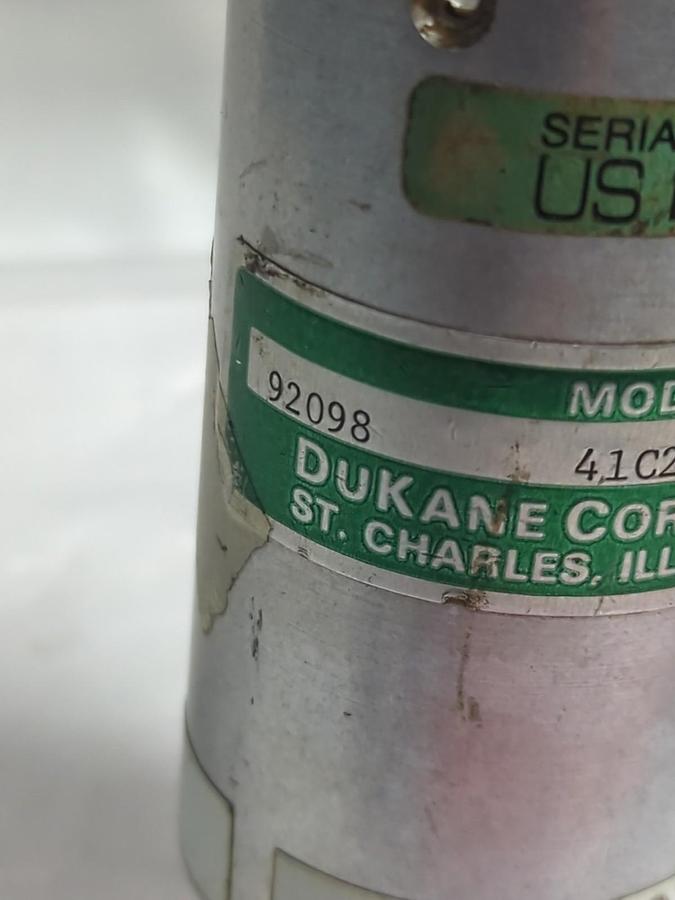 SERIA
US
MOD
92098
41C2
DUKANE COR
ST. CHARLES, ILL